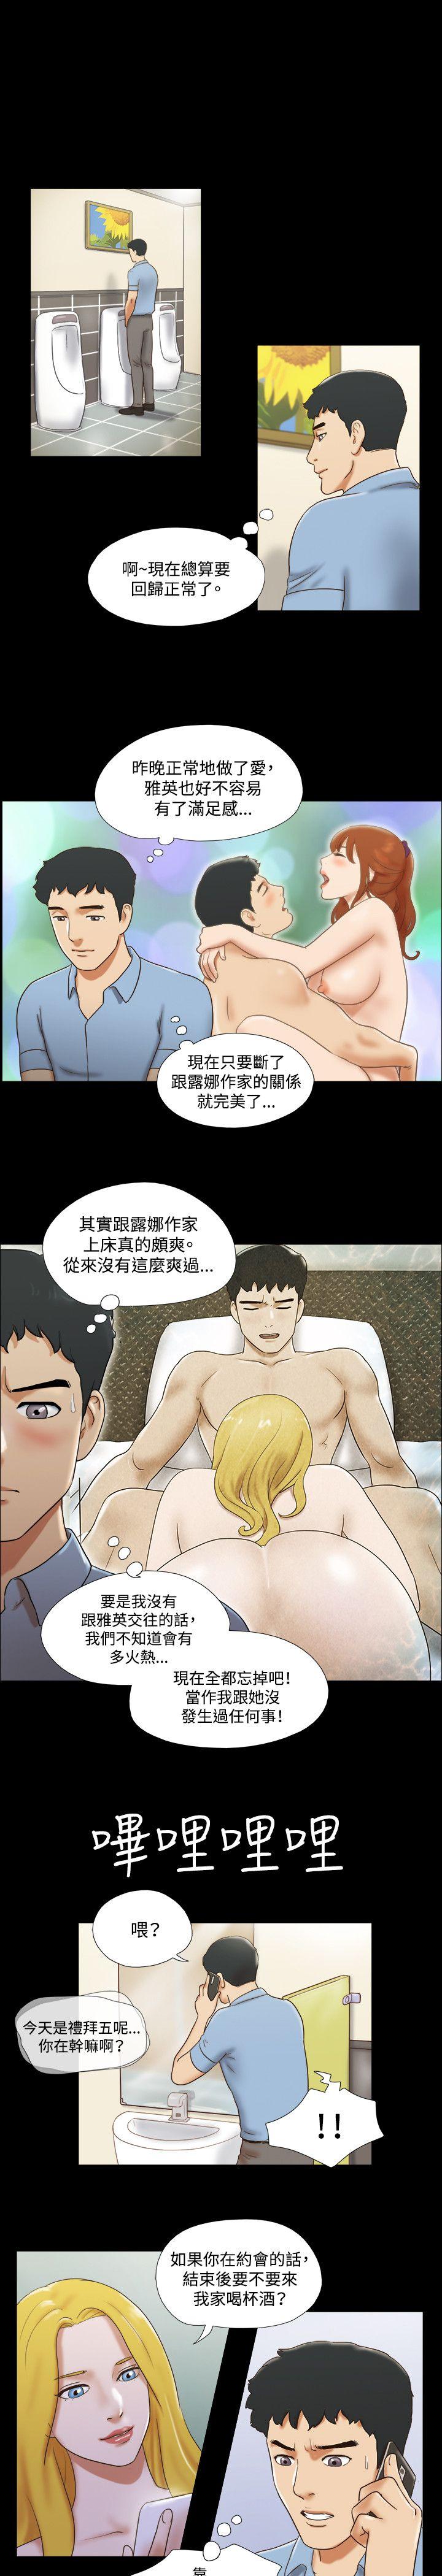 啊~現在總算要
回歸正常了。
昨晚正常地做了愛，
雅英也好不容易
有了滿足感...
現在只要斷了
跟露娜作家的關係
就完美了...
其實跟露娜作家
上床真的頗爽。
從來沒有這麼爽過...
要是我沒有
跟雅英交往的話，
我們不知道會有
多火熱...
現在全都忘掉吧！
當作我跟她沒
發生過任何事！
嗶哩哩哩
喂？
今天是禮拜五呢...
你在幹嘛啊？
！！
如果你在約會的話，
結束後要不要來
我家喝杯酒？